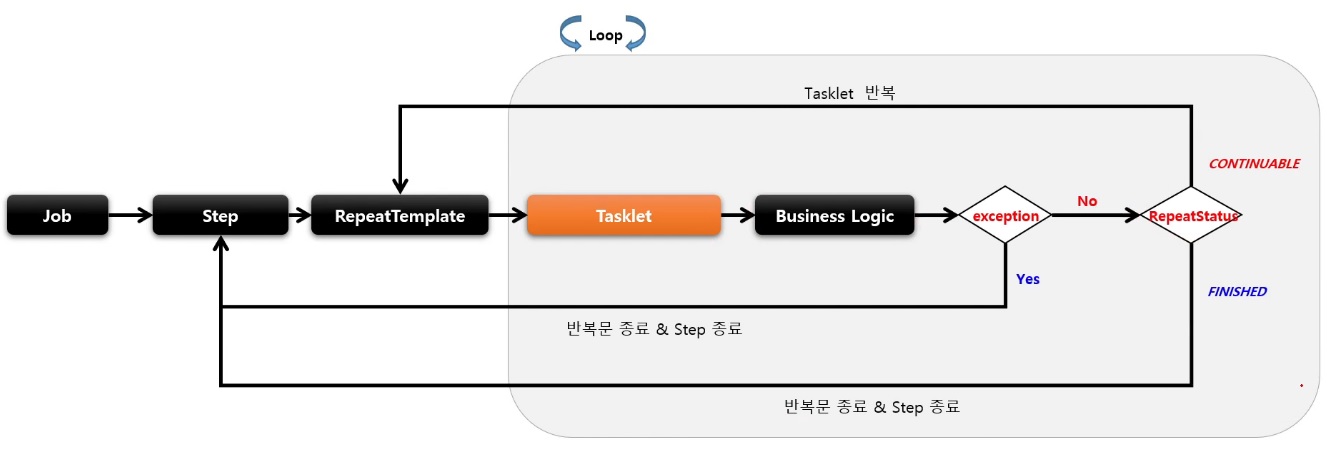 Loop
Tasklet 반복
CONTINUABLE
Job
Step
RepeatTemplate
Tasklet
Business Logic
exception
No
RepeatStatus
Yes
FINISHED
반복문 종료 & Step 종료
반복문 종료 & Step 종료